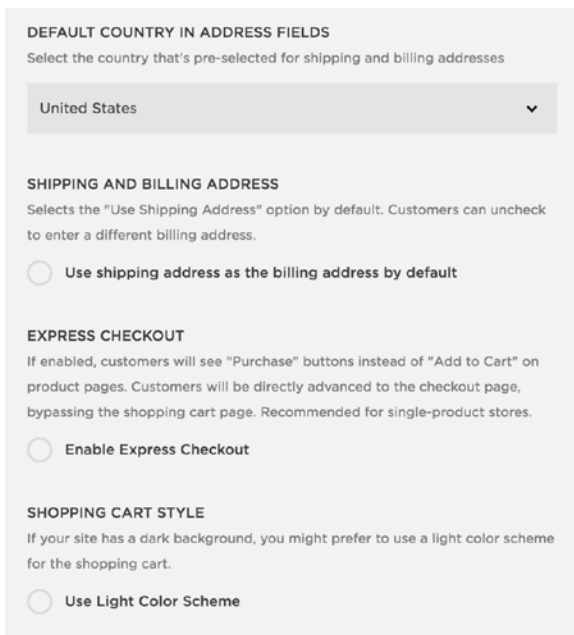 DEFAULT COUNTRY IN ADDRESS FIELDS
Select the country that's pre-selected for shipping and billing addresses
United States
SHIPPING AND BILLING ADDRESS
Selects the "Use Shipping Address" option by default. Customers can uncheck
to enter a different billing address.
Use shipping address as the billing address by default
EXPRESS CHECKOUT
If enabled, customers will see "Purchase" buttons instead of "Add to Cart" on
product pages. Customers will be directly advanced to the checkout page,
bypassing the shopping cart page. Recommended for single-product stores.
Enable Express Checkout
SHOPPING CART STYLE
If your site has a dark background, you might prefer to use a light color scheme
for the shopping cart.
Use Light Color Scheme